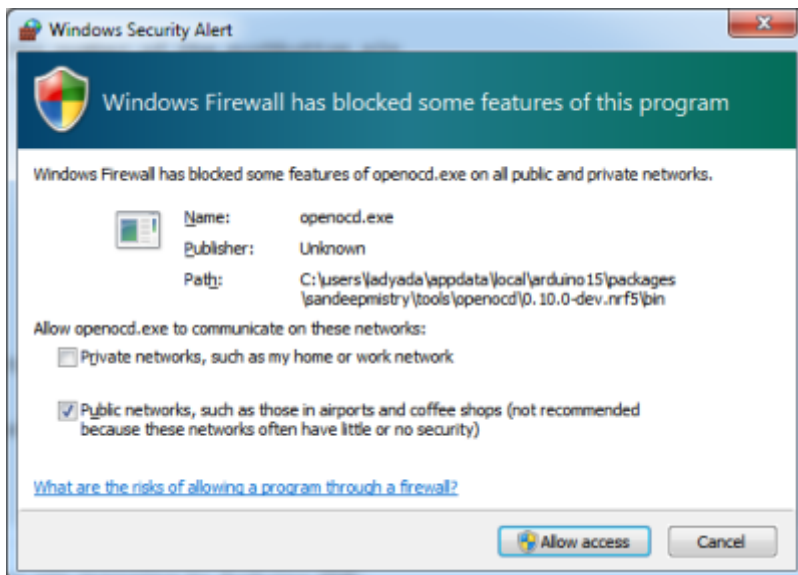 Windows Security Alert
Windows Firewall has blocked some features of this program
Windows Firewall has blocked some features of openocd.exe on all public and private networks.
Name: openocd.exe
Publisher: Unknown
Path: C:\users\ladyada\appdata\local\arduino15\packages
\sandeepmistry\tools\openocd\0.10.0-dev.nrf5\bin
Allow openocd.exe to communicate on these networks:
Private networks, such as my home or work network
Public networks, such as those in airports and coffee shops (not recommended
because these networks often have little or no security)
What are the risks of allowing a program through a firewall?
Allow access Cancel